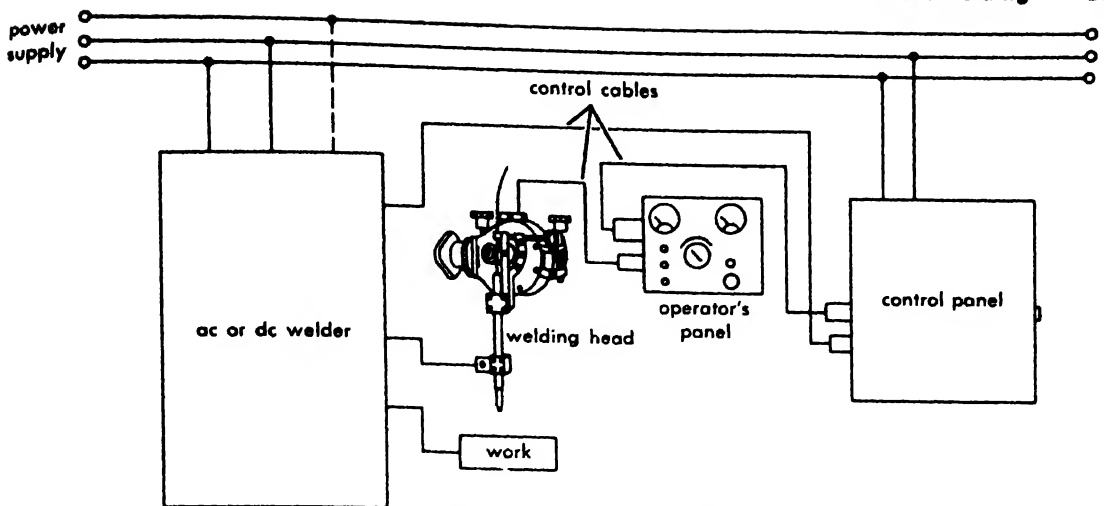 power
supply
control cables
ac or dc welder
welding head
operator's
panel
control panel
work